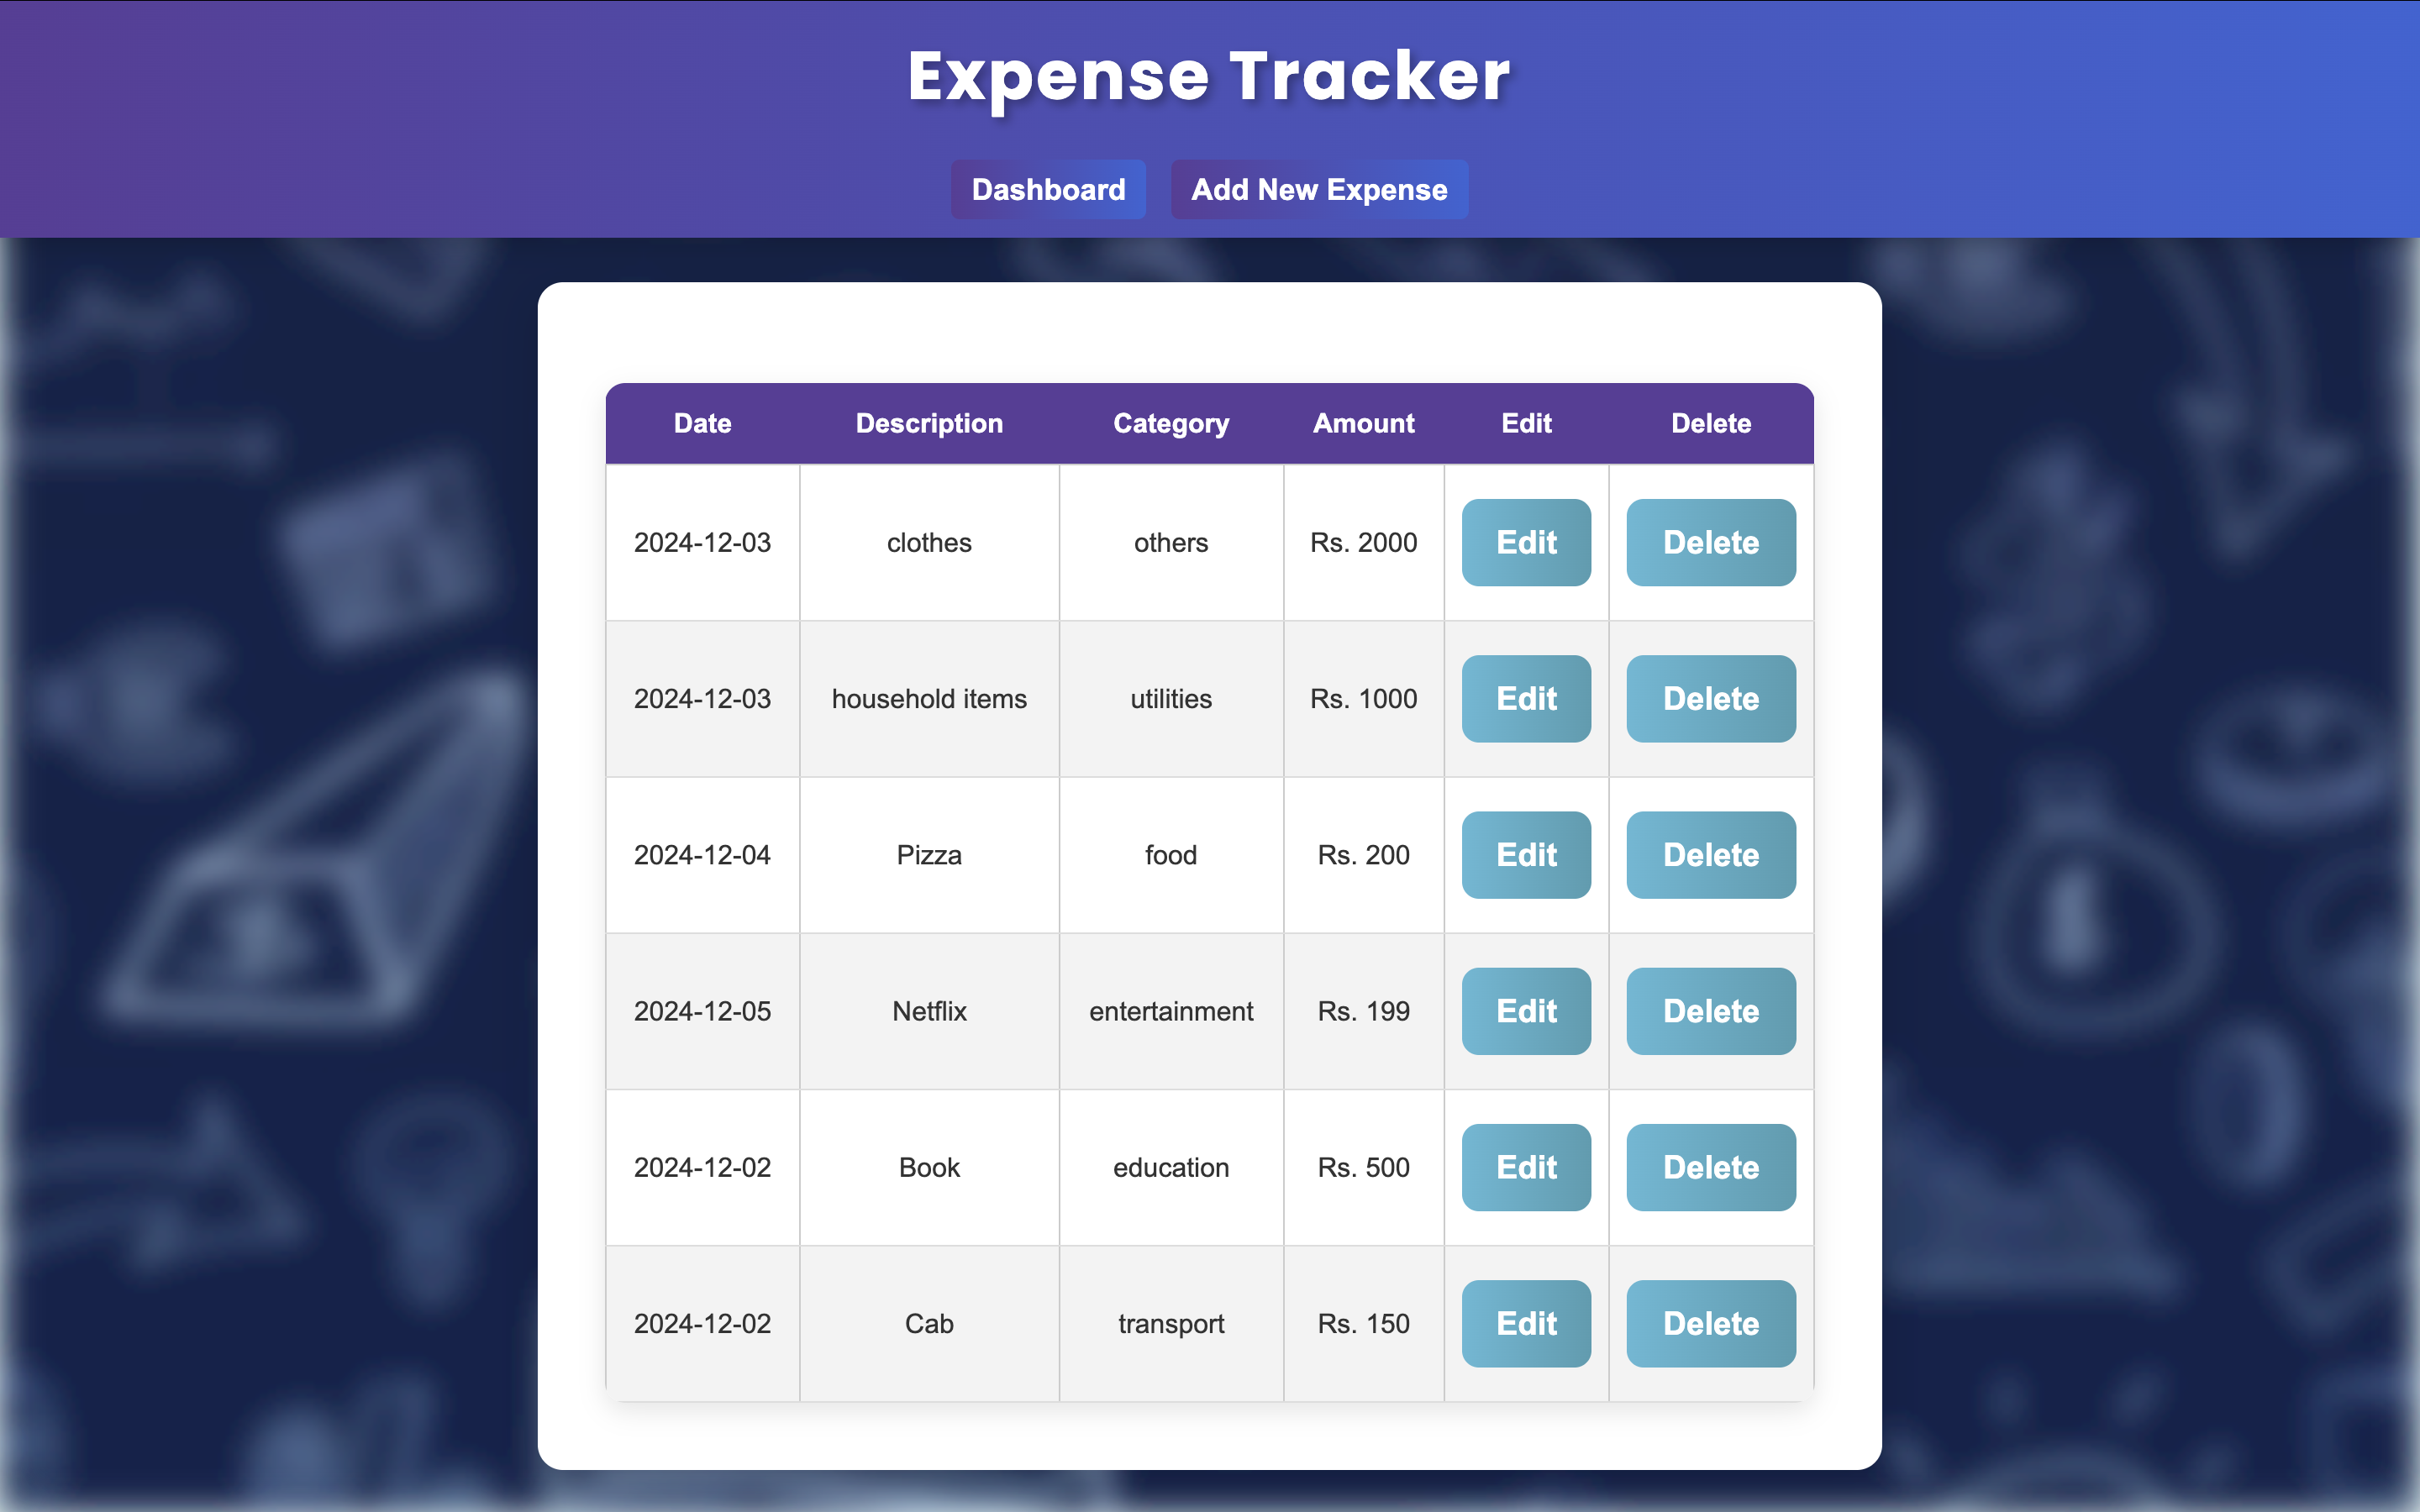 Expense Tracker
Dashboard Add New Expense
Date Description Category Amount Edit Delete
2024-12-03 clothes others Rs. 2000 Edit Delete
2024-12-03 household items utilities Rs. 1000 Edit Delete
2024-12-04 Pizza food Rs. 200 Edit Delete
2024-12-05 Netflix entertainment Rs. 199 Edit Delete
2024-12-02 Book education Rs. 500 Edit Delete
2024-12-02 Cab transport Rs. 150 Edit Delete